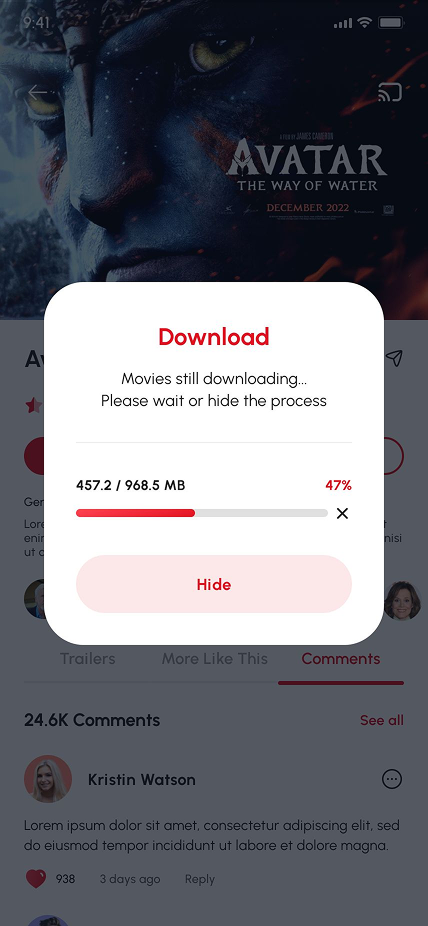 9:41
A FILM BY JAMES CAMERON
AVATAR
THE WAY OF WATER
DECEMBER 2022
Av
Download
Movies still downloading...
Please wait or hide the process
457.2 / 968.5 MB
47%
Hide
Trailers
More Like This
Comments
24.6K Comments
See all
Kristin Watson
Lorem ipsum dolor sit amet, consectetur adipiscing elit, sed
do eiusmod tempor incididunt ut labore et dolore magna.
938
3 days ago
Reply